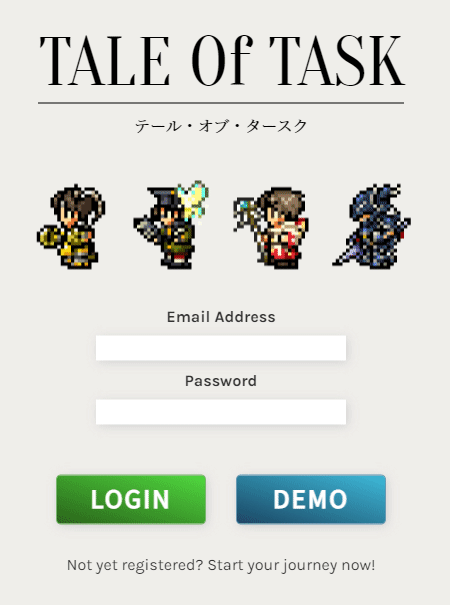 TALE Of TASK
テール・オブ・タースク
Email Address
Password
LOGIN DEMO
Not yet registered? Start your journey now!